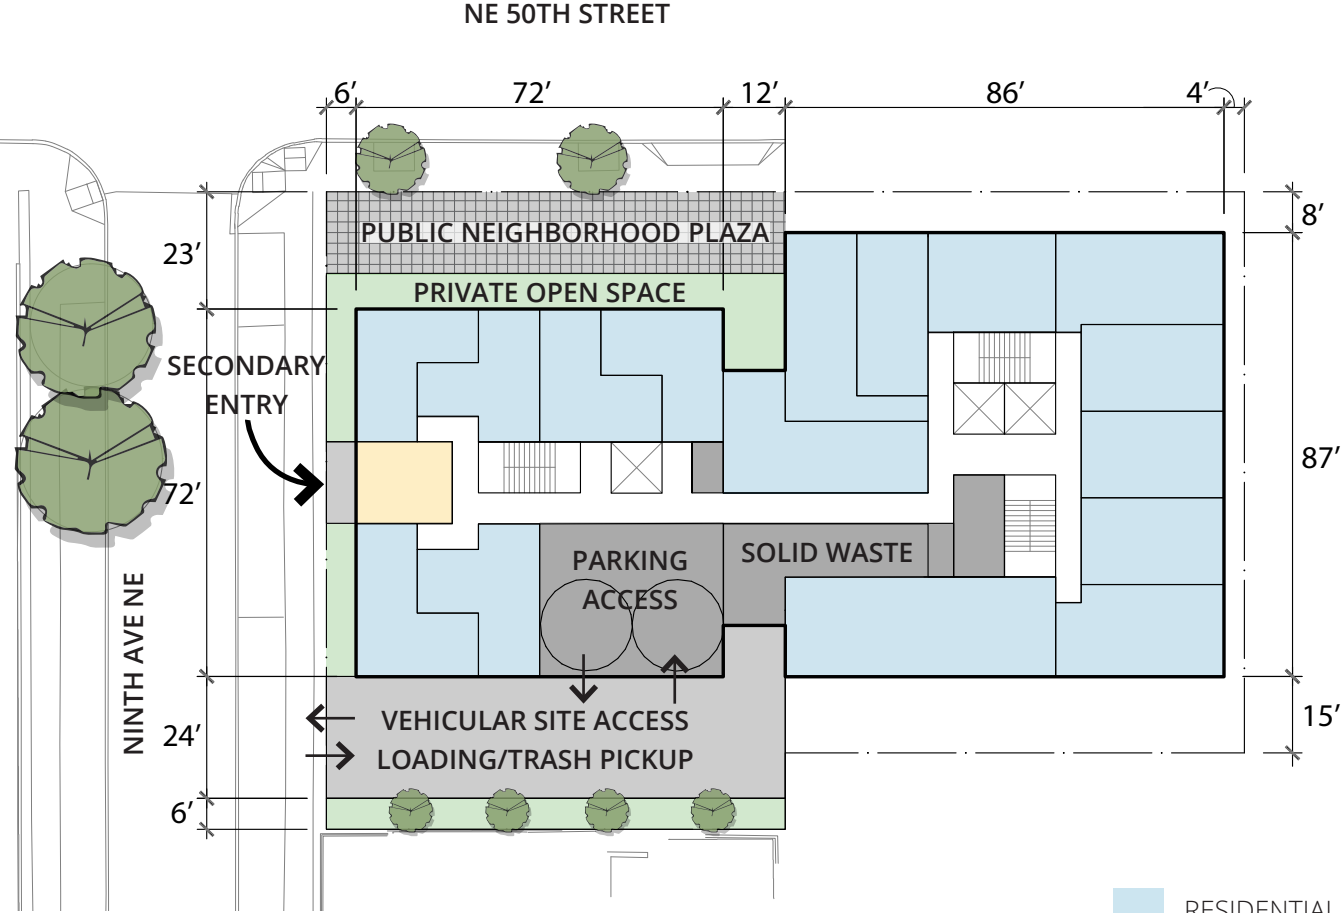 NE 50TH STREET
6′
72′
12′
86′
4′
8′
PUBLIC NEIGHBORHOOD PLAZA
23′
PRIVATE OPEN SPACE
SECONDARY
ENTRY
87′
72′
PARKING
ACCESS
SOLID WASTE
NINTH AVE NE
VEHICULAR SITE ACCESS
LOADING/TRASH PICKUP
24′
15′
6′
RESIDENTIAL